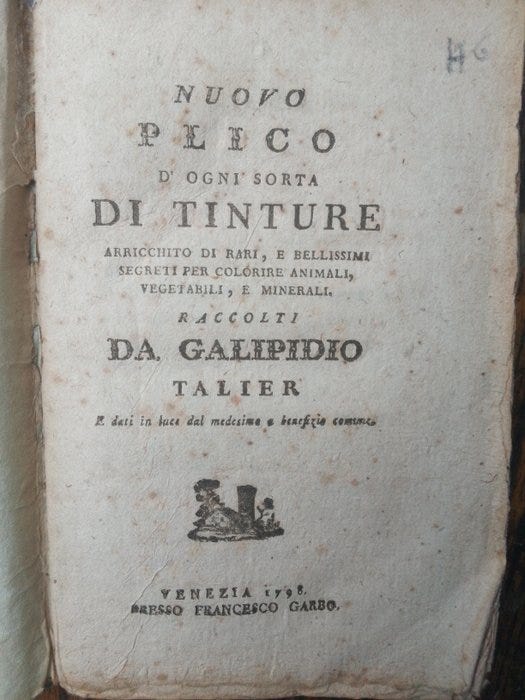 H6
NUOVO
PLICO
D' OGNI SORTA
DI TINTURE
ARRICCHITO DI RARI, E BELLISSIMI
SEGRETI PER COLORIRE ANIMALI,
VEGETABILI, E MINERALI.
RACCOLTI
DA GALIPIDIO
TALIER
E dati in luce dal medesimo a benefizio comune.
VENEZIA 1798.
PRESSO FRANCESCO GARBO.